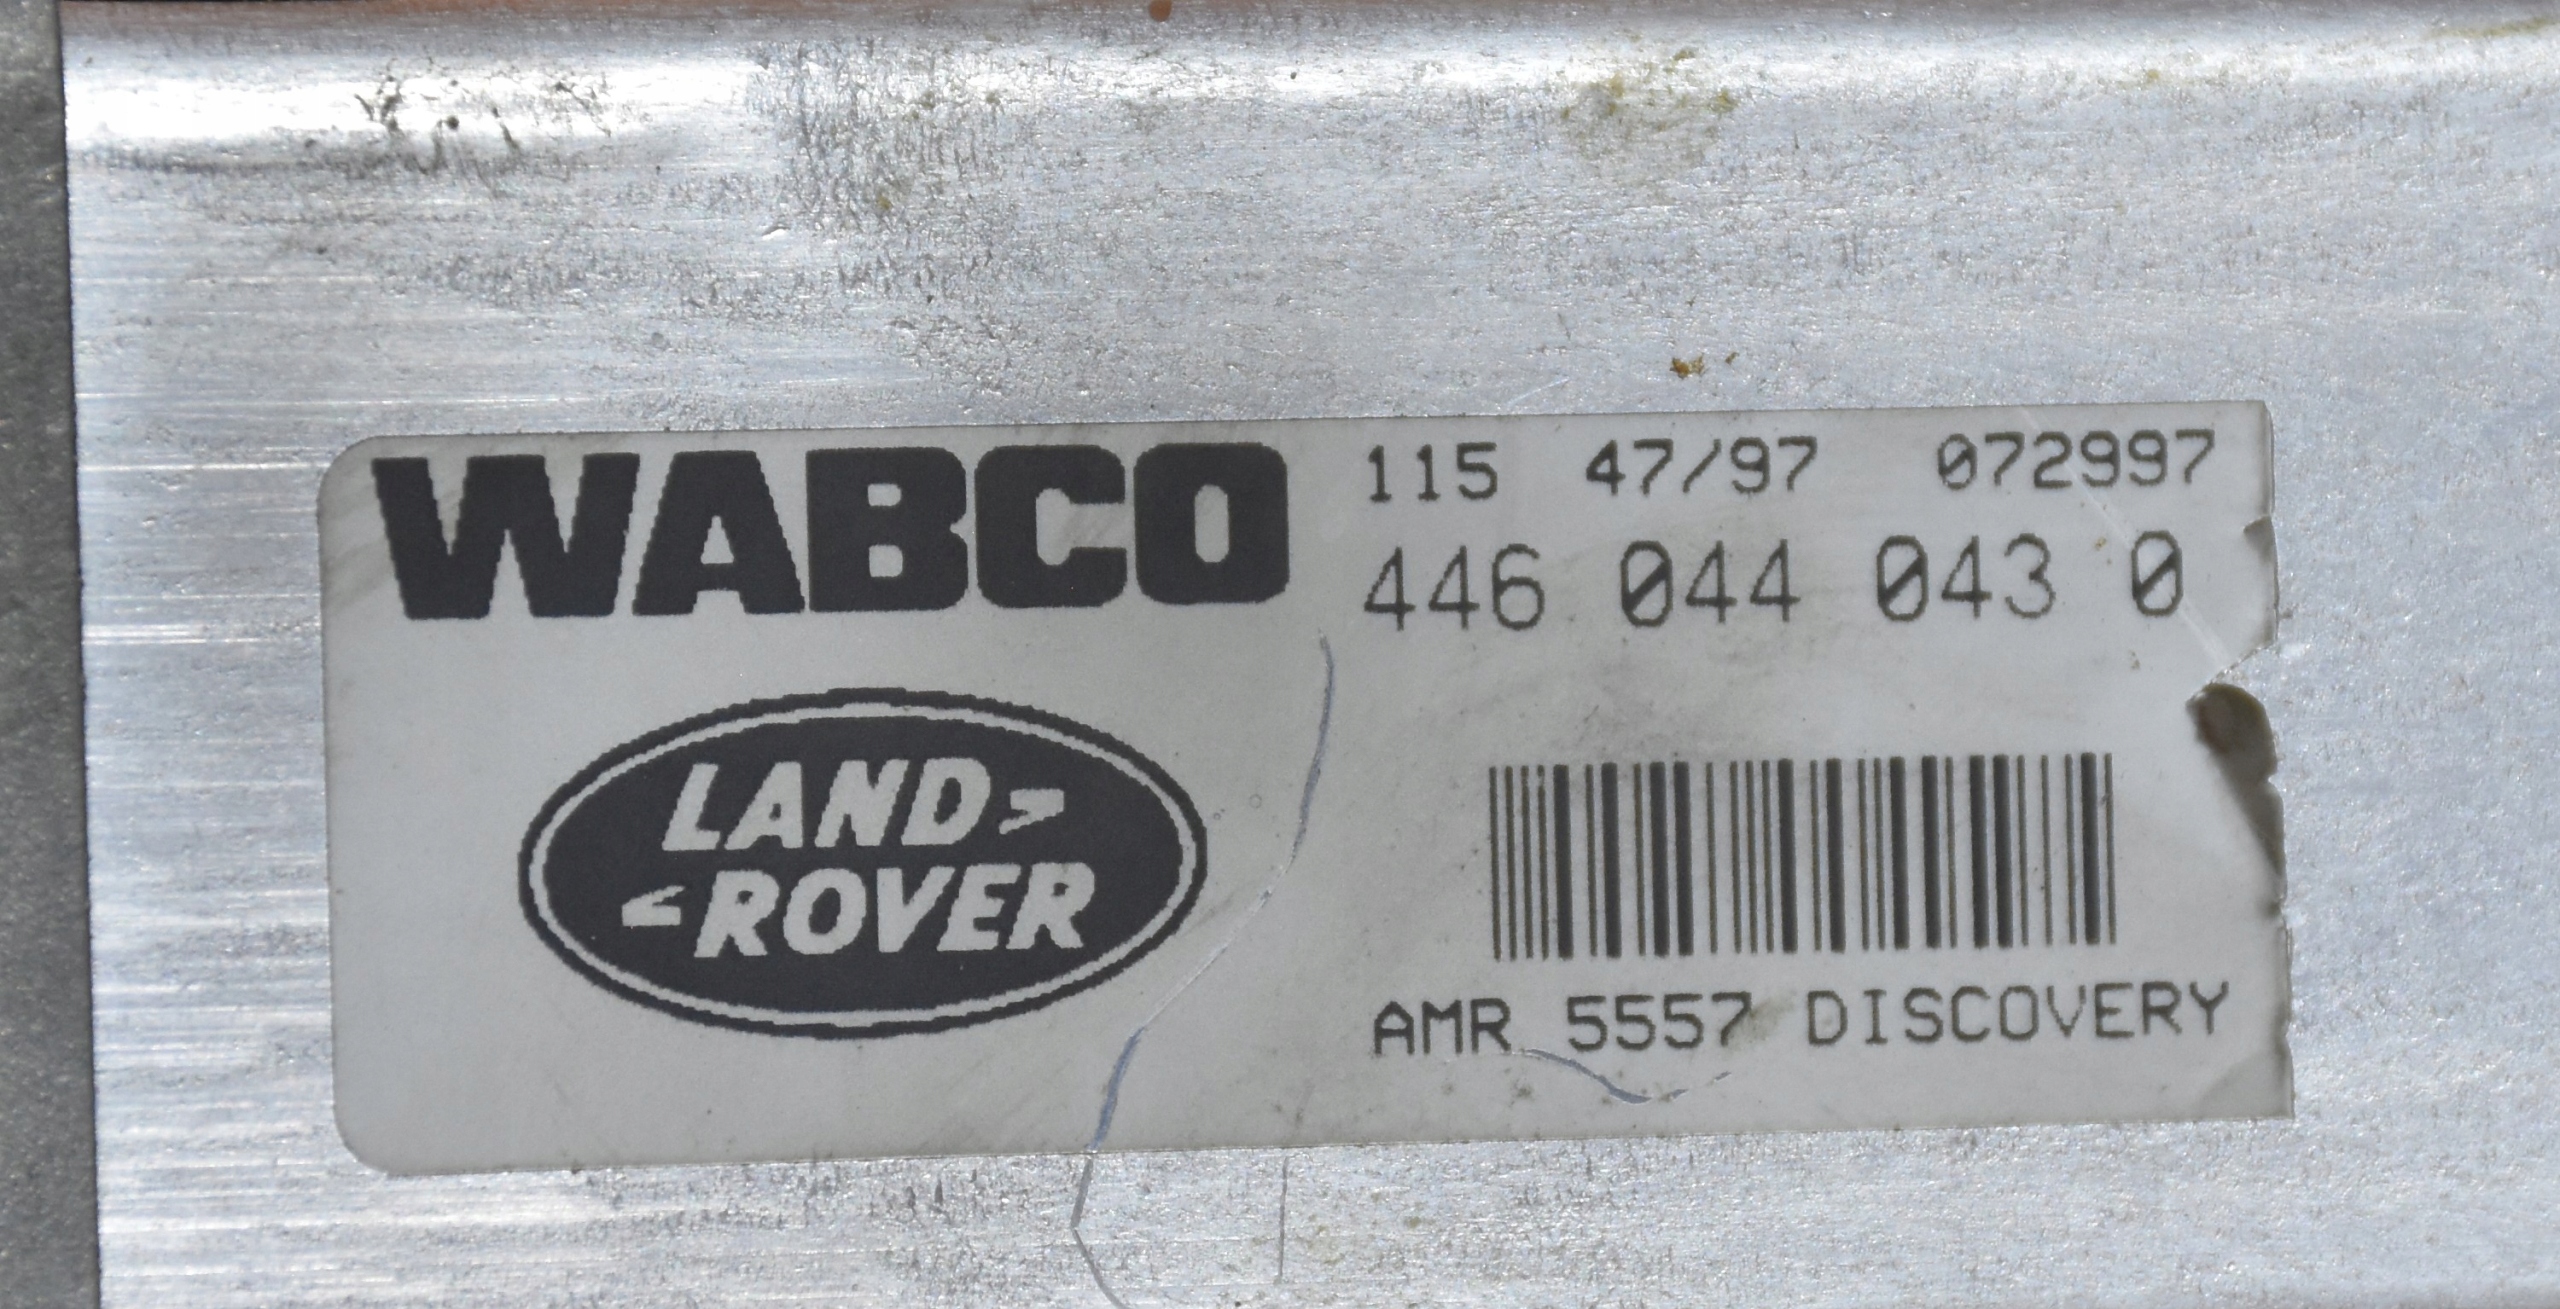 WABCO
115 47/97 072997
446 044 043 0
LAND
ROVER
AMR 5557 DISCOVERY